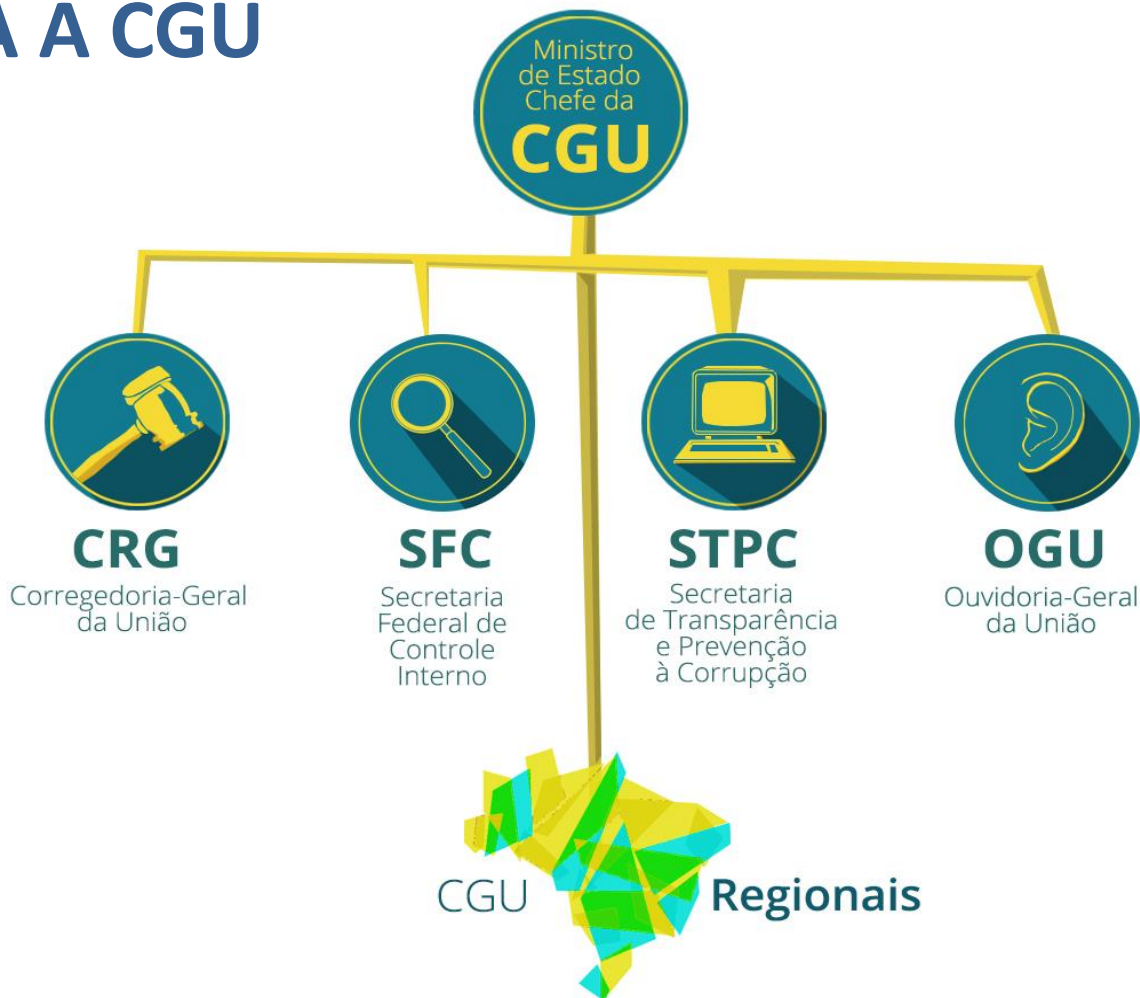 A A CGU
Ministro
de Estado
Chefe da
CGU
CRG
Corregedoria-Geral
da União
SFC
Secretaria
Federal de
Controle
Interno
STPC
Secretaria
de Transparência
e Prevenção
à Corrupção
OGU
Ouvidoria-Geral
da União
CGU Regionais